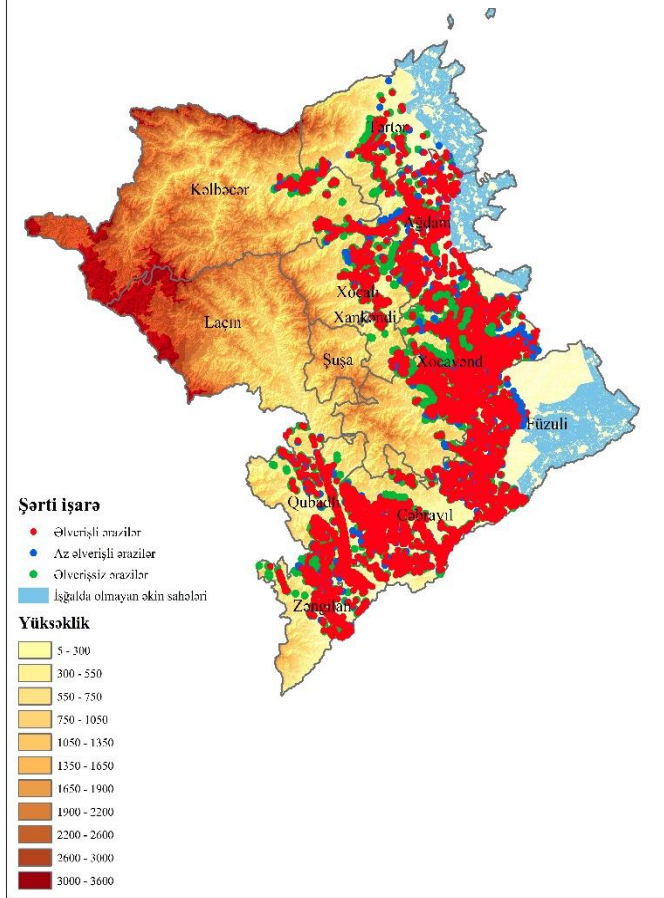 Tərtər
Kəlbəcər
Ağdam
Xocalı
Xankəndi
Laçın
Şuşa
Xocavənd
Füzuli
Qubadlı
Cəbrayıl
Zəngilan
Şərti işarə
Əlverişli ərazilər
Az əlverişli ərazilər
Əlverişsiz ərazilər
İşğalda olmayan əkin sahələri
Yüksəklik
5 - 300
300 - 550
550 - 750
750 - 1050
1050 - 1350
1350 - 1650
1650 - 1900
1900 - 2200
2200 - 2600
2600 - 3000
3000 - 3600